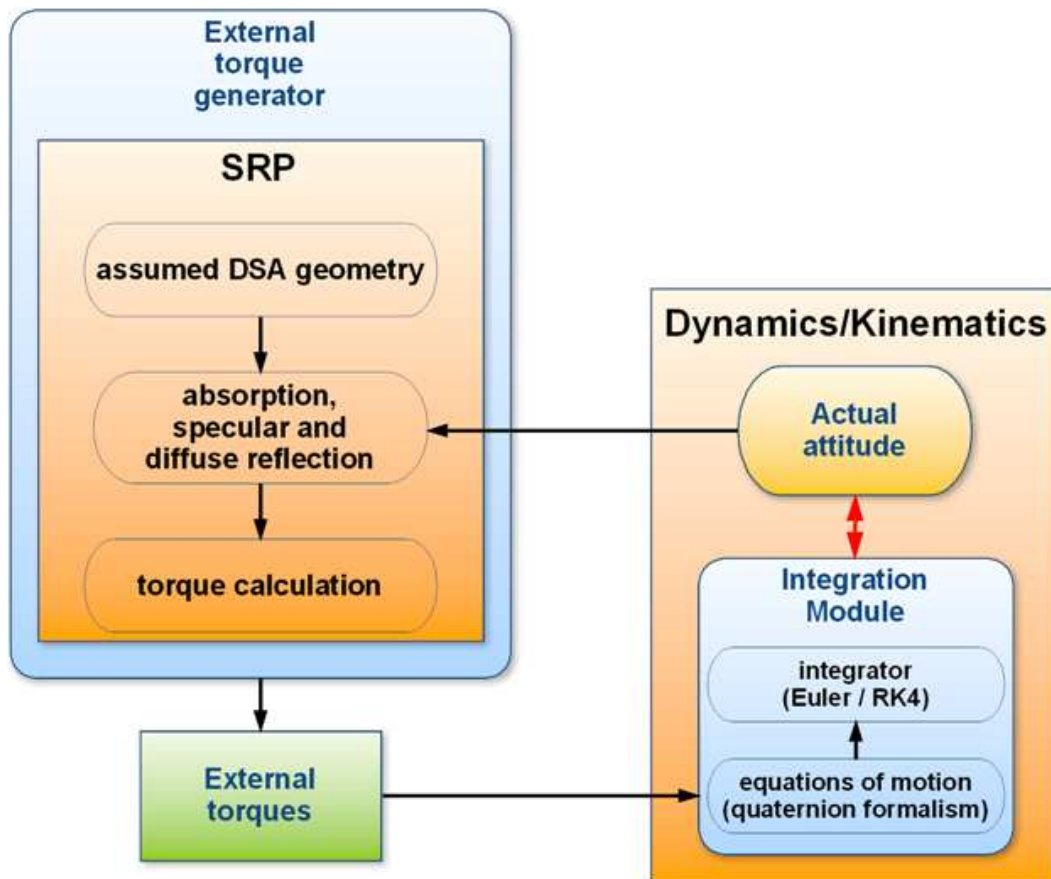 External
torque
generator
SRP
assumed DSA geometry
absorption,
specular and
diffuse reflection
torque calculation
External
torques
Dynamics/Kinematics
Actual
attitude
Integration
Module
integrator
(Euler / RK4)
equations of motion
(quaternion formalism)